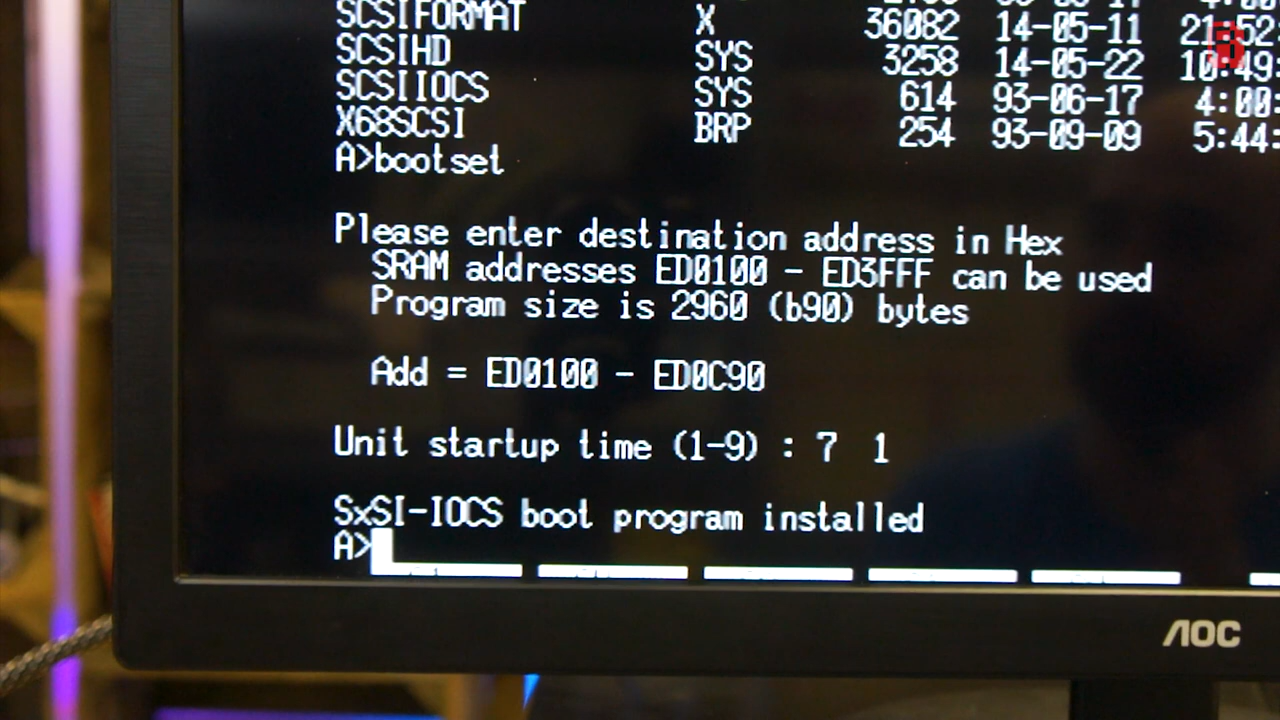 SCSIFORMAT X 36082 14-05-11 21:52:
SCSIHD SYS 3258 14-05-22 10:49:
SCSIIOCS SYS 614 93-06-17 4:00:
X68SCSI BRP 254 93-09-09 5:44:
A>bootset
Please enter destination address in Hex
SRAM addresses ED0100 - ED3FFF can be used
Program size is 2960 (b90) bytes
Add = ED0100 - ED0C90
Unit startup time (1-9) : 7 1
SxSI-IOCS boot program installed
A>
AOC